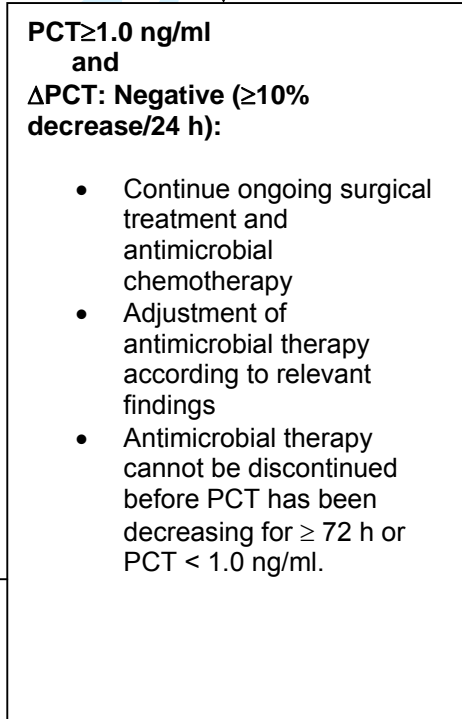 PCT≥1.0 ng/ml
and
ΔPCT: Negative (≥10%
decrease/24 h):
• Continue ongoing surgical
treatment and
antimicrobial
chemotherapy
• Adjustment of
antimicrobial therapy
according to relevant
findings
• Antimicrobial therapy
cannot be discontinued
before PCT has been
decreasing for ≥ 72 h or
PCT < 1.0 ng/ml.